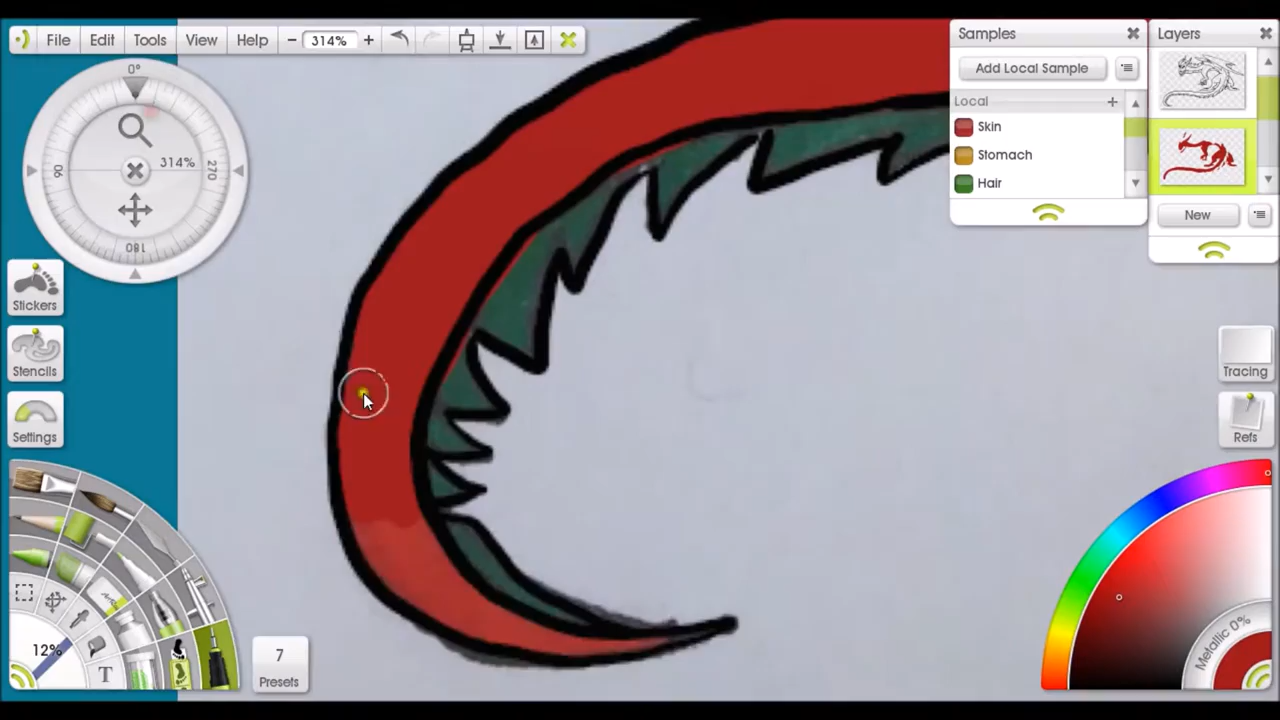 File Edit Tools View Help
314%
Samples
Layers
Add Local Sample
Local
Skin
Stomach
Hair
New
0°
314%
90
270
180
Stickers
Stencils
Settings
Tracing
Refs
12%
T
7
Presets
Metallic 0%